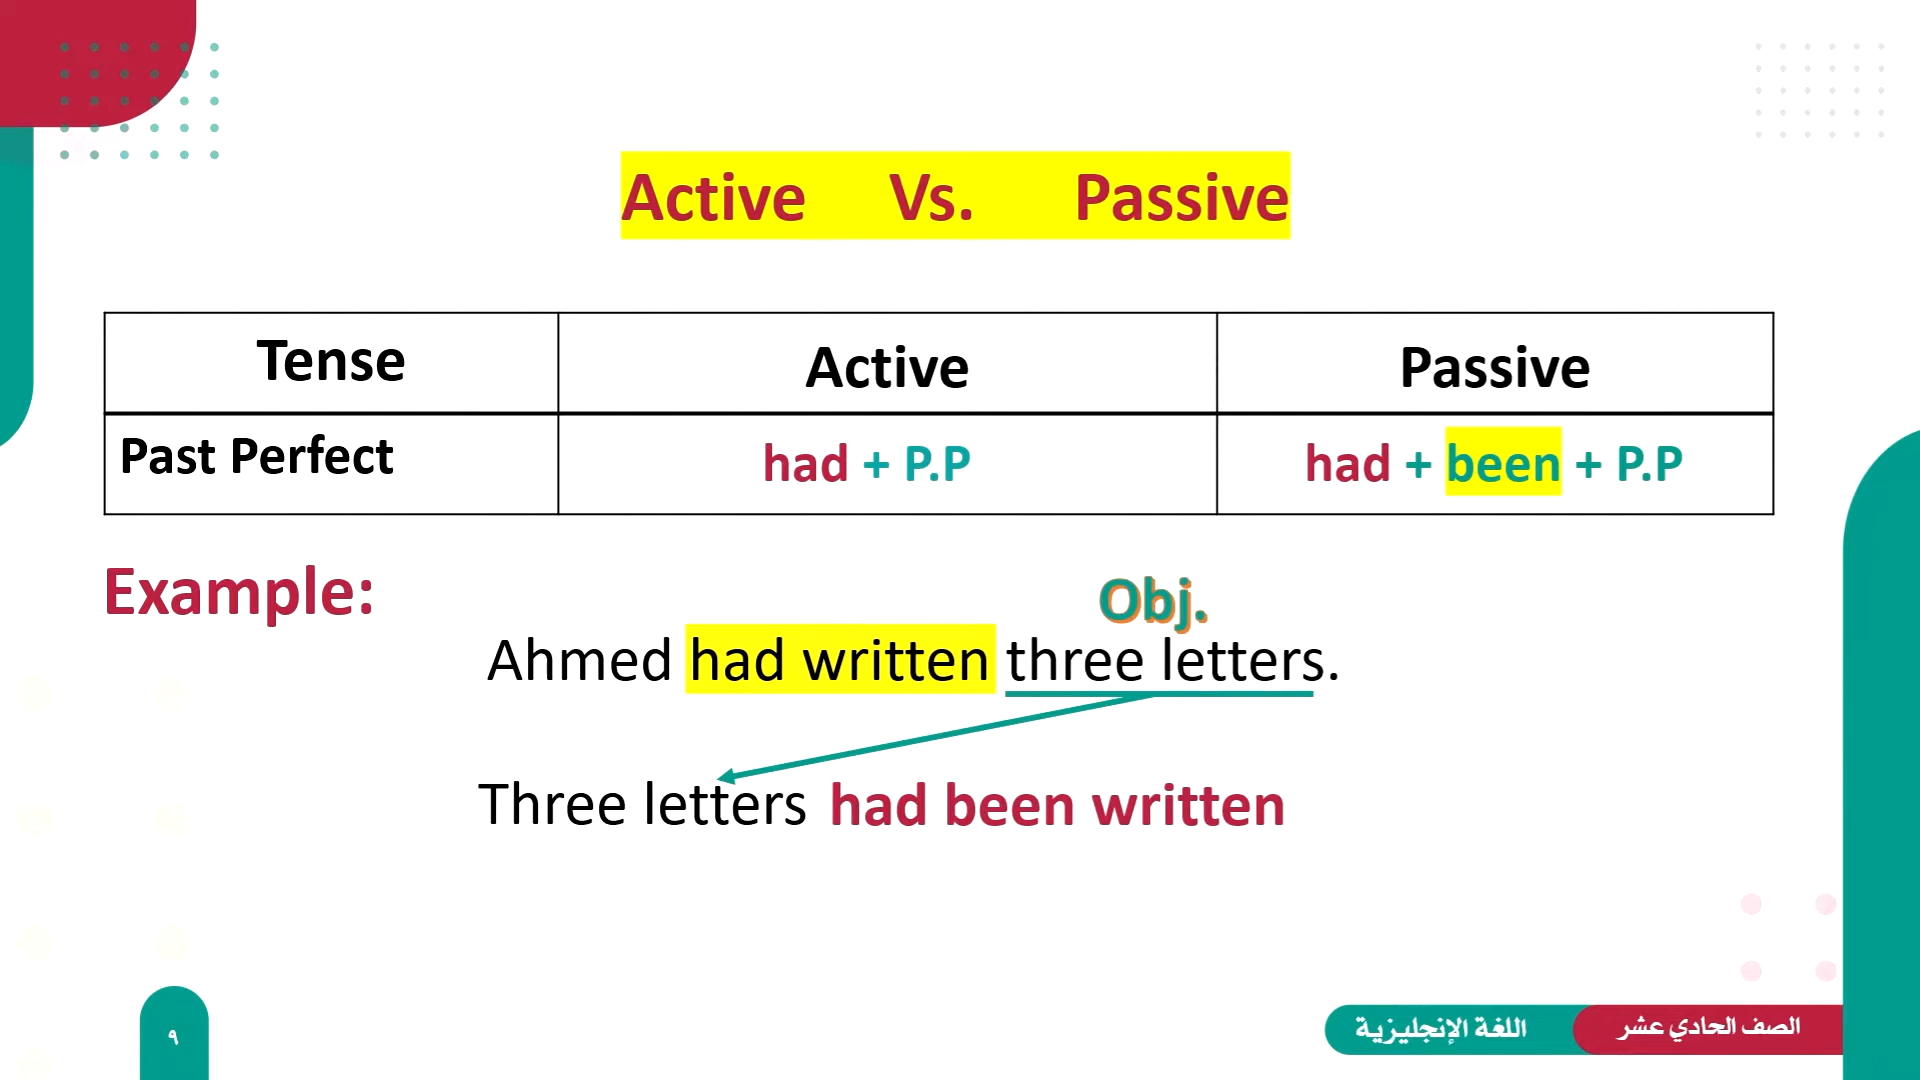 Active Vs. Passive
Tense Active Passive
Past Perfect had + P.P had + been + P.P
Example:
Obj.
Ahmed had written three letters.
Three letters had been written
٩
اللغة الإنجليزية
الصف الحادي عشر